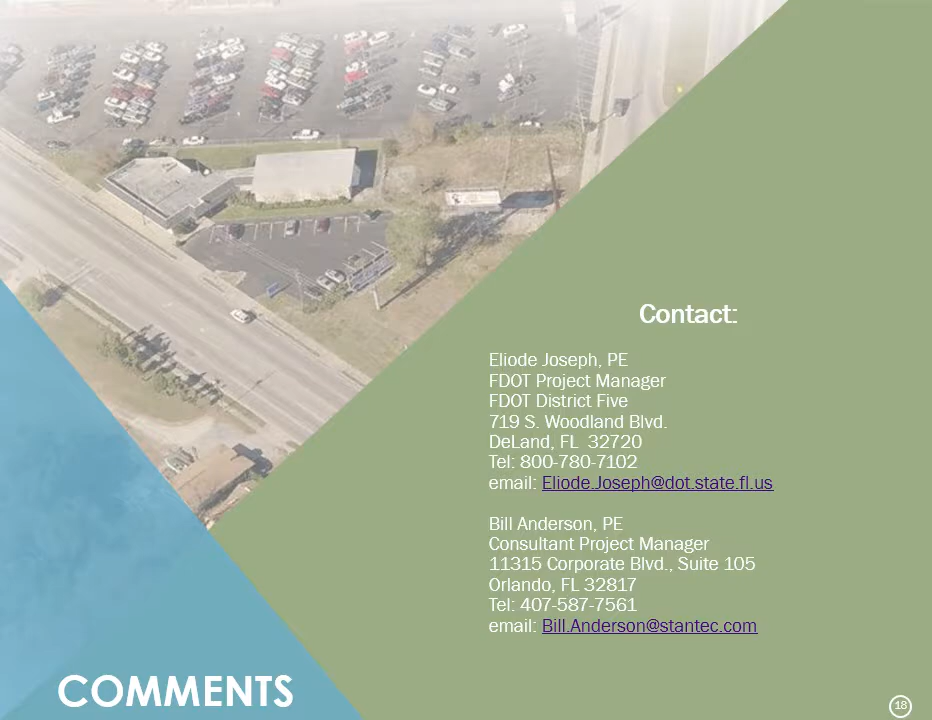 Contact:
Eliode Joseph, PE
FDOT Project Manager
FDOT District Five
719 S. Woodland Blvd.
DeLand, FL  32720
Tel: 800-780-7102
email: Eliode.Joseph@dot.state.fl.us
Bill Anderson, PE
Consultant Project Manager
11315 Corporate Blvd., Suite 105
Orlando, FL 32817
Tel: 407-587-7561
email: Bill.Anderson@stantec.com
COMMENTS
18